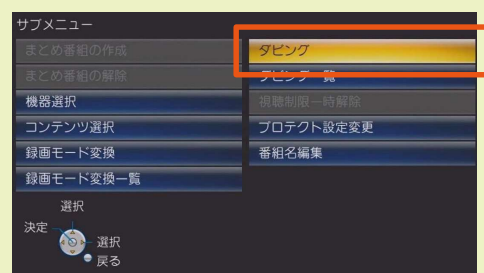 サブメニュー
まとめ番組の作成
まとめ番組の解除
機器選択
コンテンツ選択
録画モード変換
録画モード変換一覧
ダビング
ダビング一覧
視聴制限一時解除
プロテクト設定変更
番組名編集
選択
決定
選択
戻る